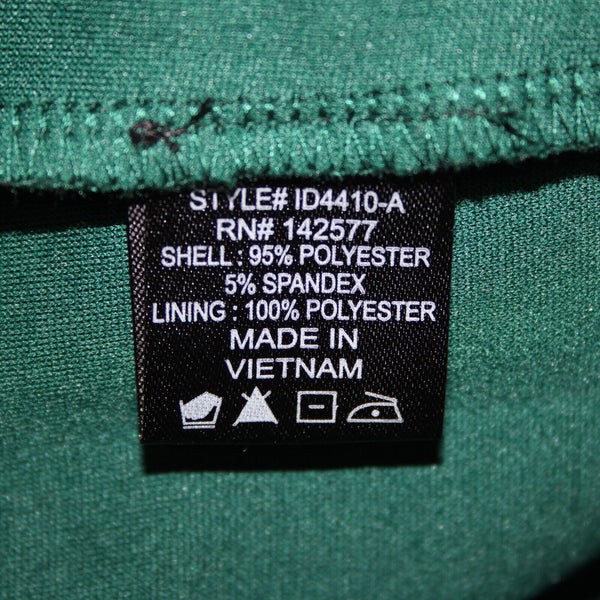 STYLE# ID4410-A
RN# 142577
SHELL : 95% POLYESTER
5% SPANDEX
LINING : 100% POLYESTER
MADE IN
VIETNAM